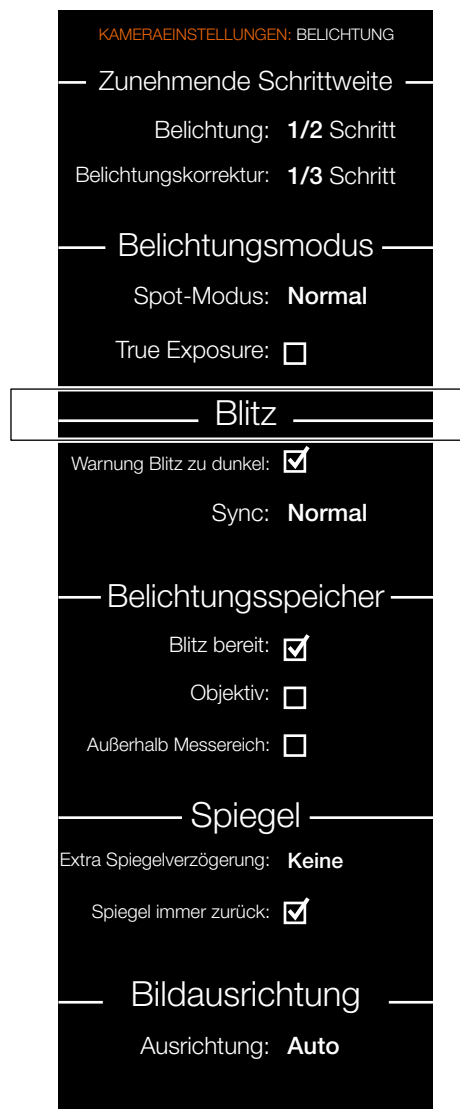 KAMERAEINSTELLUNGEN: BELICHTUNG
Zunehmende Schrittweite
Belichtung: 1/2 Schritt
Belichtungskorrektur: 1/3 Schritt
Belichtungsmodus
Spot-Modus: Normal
True Exposure:
Blitz
Warnung Blitz zu dunkel:
Sync: Normal
Belichtungsspeicher
Blitz bereit:
Objektiv:
Außerhalb Messereich:
Spiegel
Extra Spiegelverzögerung: Keine
Spiegel immer zurück:
Bildausrichtung
Ausrichtung: Auto